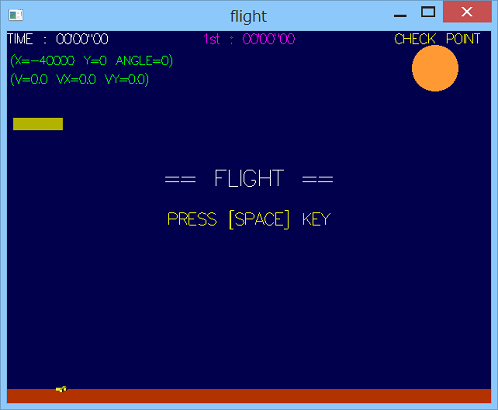 flight
TIME : 00'00"00 1st : 00'00"00 CHECK POINT
(X=-40000 Y=0 ANGLE=0)
(V=0.0 VX=0.0 VY=0.0)
== FLIGHT ==
PRESS [SPACE] KEY